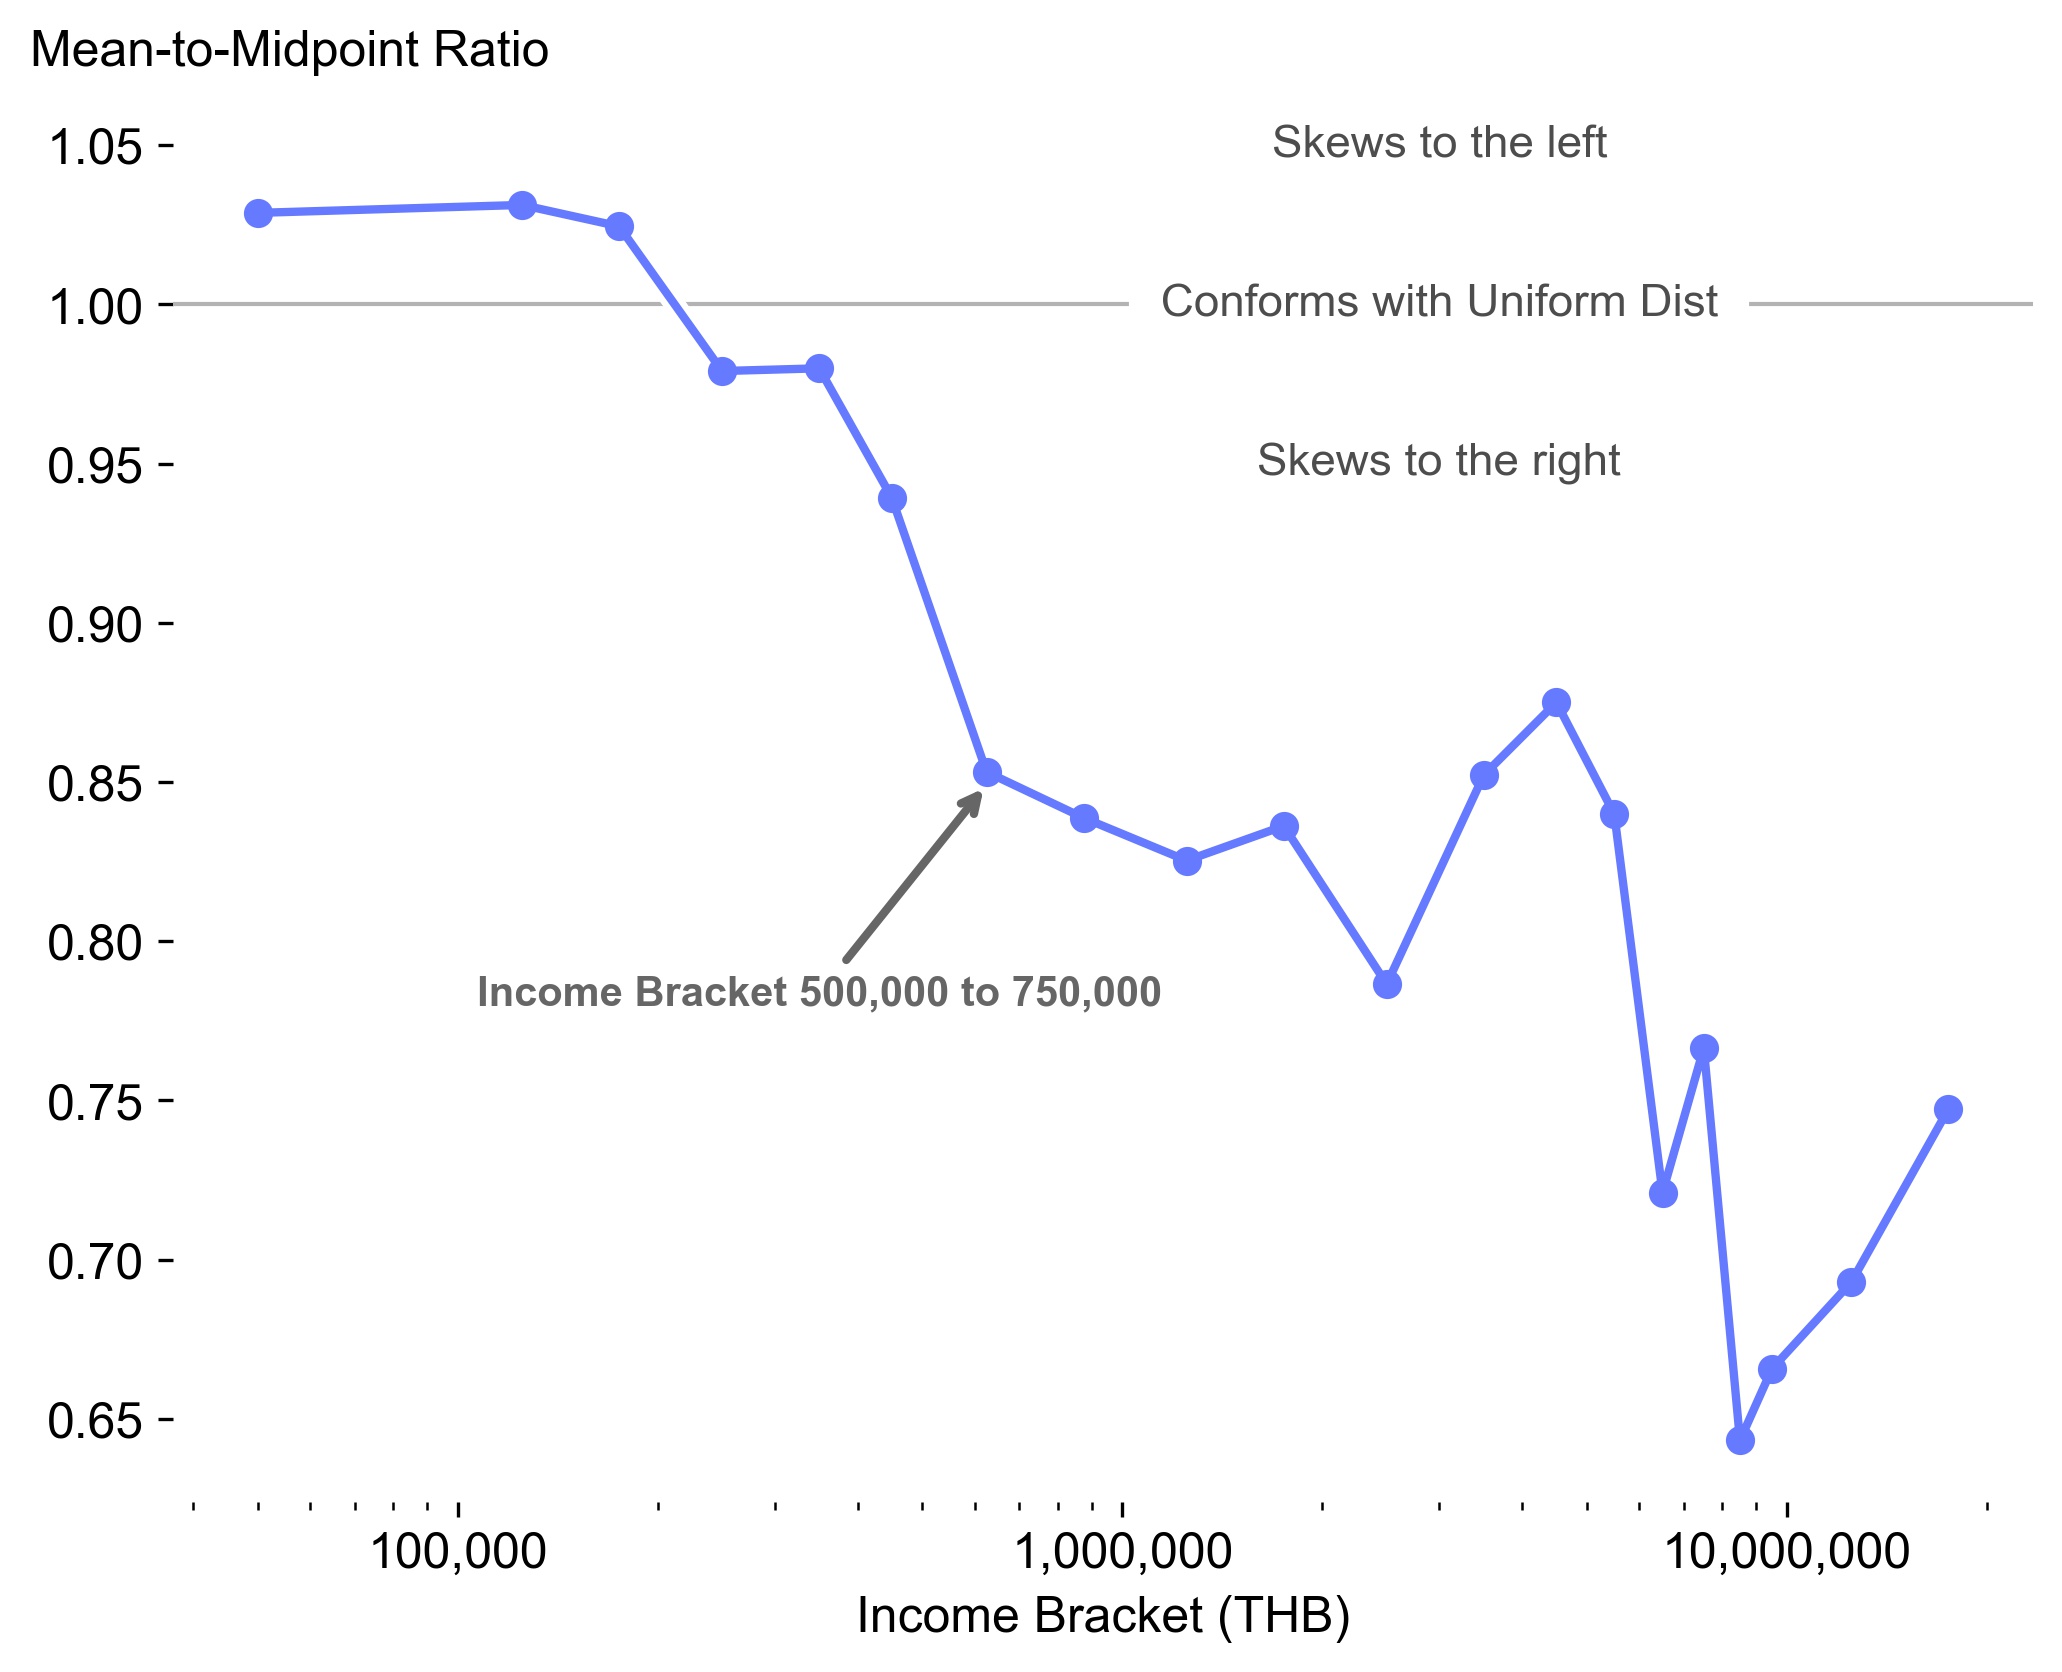 Mean-to-Midpoint Ratio
1.05
Skews to the left
1.00
Conforms with Uniform Dist
0.95
Skews to the right
0.90
0.85
0.80
Income Bracket 500,000 to 750,000
0.75
0.70
0.65
100,000
1,000,000
10,000,000
Income Bracket (THB)